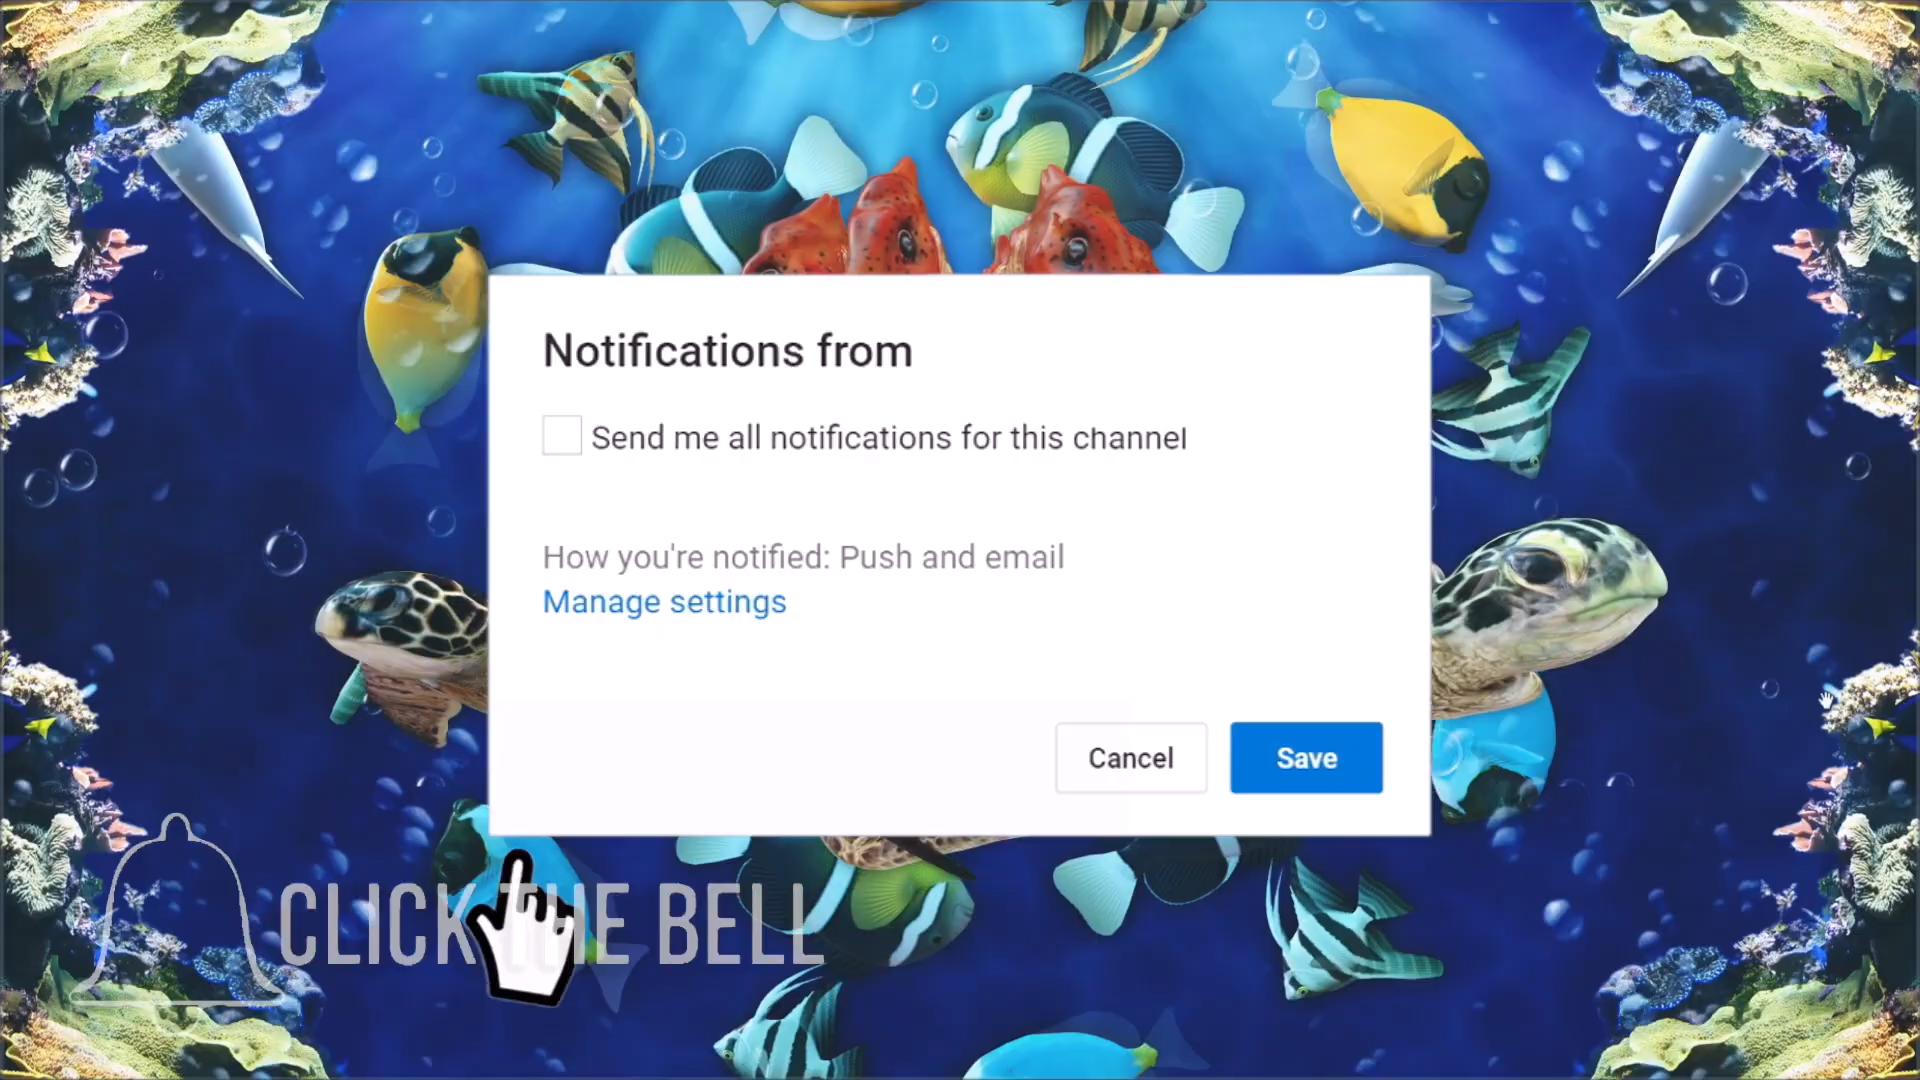 Notifications from
Send me all notifications for this channel
How you're notified: Push and email
Manage settings
Cancel
Save
CLICK THE BELL